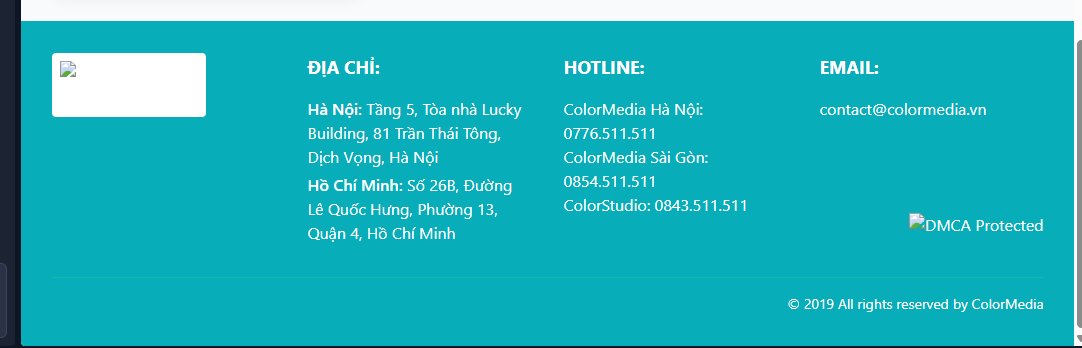 ĐỊA CHỈ:
Hà Nội: Tầng 5, Tòa nhà Lucky
Building, 81 Trần Thái Tông,
Dịch Vọng, Hà Nội
Hồ Chí Minh: Số 26B, Đường
Lê Quốc Hưng, Phường 13,
Quận 4, Hồ Chí Minh
HOTLINE:
ColorMedia Hà Nội:
0776.511.511
ColorMedia Sài Gòn:
0854.511.511
ColorStudio: 0843.511.511
EMAIL:
contact@colormedia.vn
DMCA Protected
© 2019 All rights reserved by ColorMedia